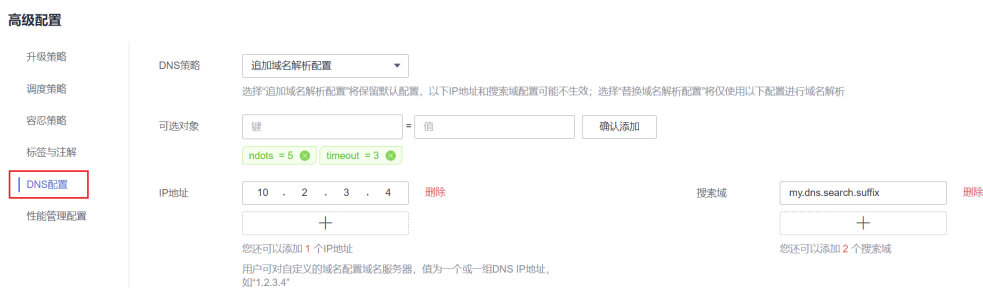 高级配置
升级策略
调度策略
容忍策略
标签与注解
DNS配置
性能管理配置
DNS策略
追加域名解析配置
选择“追加域名解析配置”将保留默认配置，以下IP地址和搜索域配置可能不生效；选择“替换域名解析配置”将仅使用以下配置进行域名解析
可选对象
键 = 值 确认添加
ndots = 5 timeout = 3
IP地址
10 . 2 . 3 . 4 删除
您还可以添加 1 个IP地址
用户可对自定义的域名配置域名服务器，值为一个或一组DNS IP地址，
如“1.2.3.4”
搜索域
my.dns.search.suffix 删除
您还可以添加 2 个搜索域